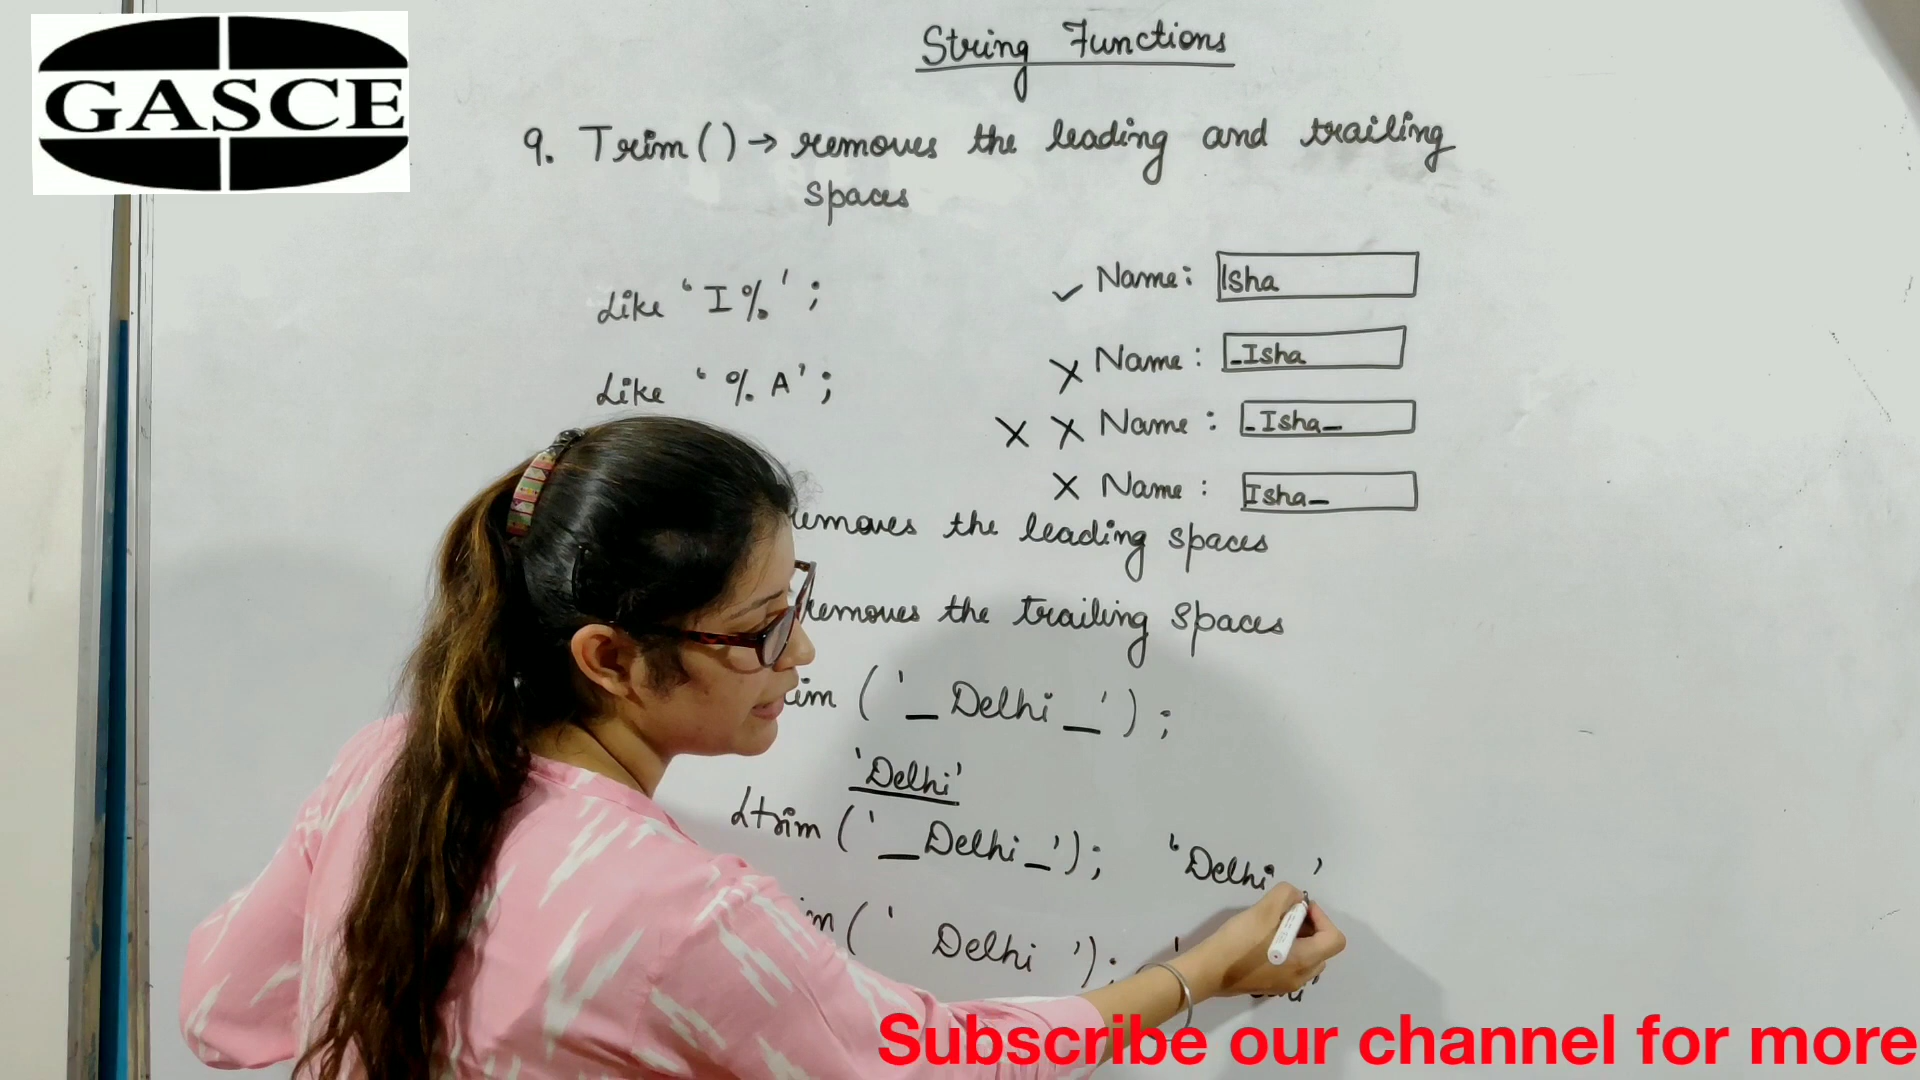 GASCE
String Functions
9. Trim() → removes the leading and trailing
spaces
Like 'I%';
Like '%A';
✓ Name: Isha
X Name: _Isha
X X Name: _Isha_
X Name: Isha_
removes the leading spaces
removes the trailing spaces
im ('_Delhi_');
'Delhi'
Ltrim ('_Delhi_'); 'Delhi '
im (' Delhi '); '
Subscribe our channel for more